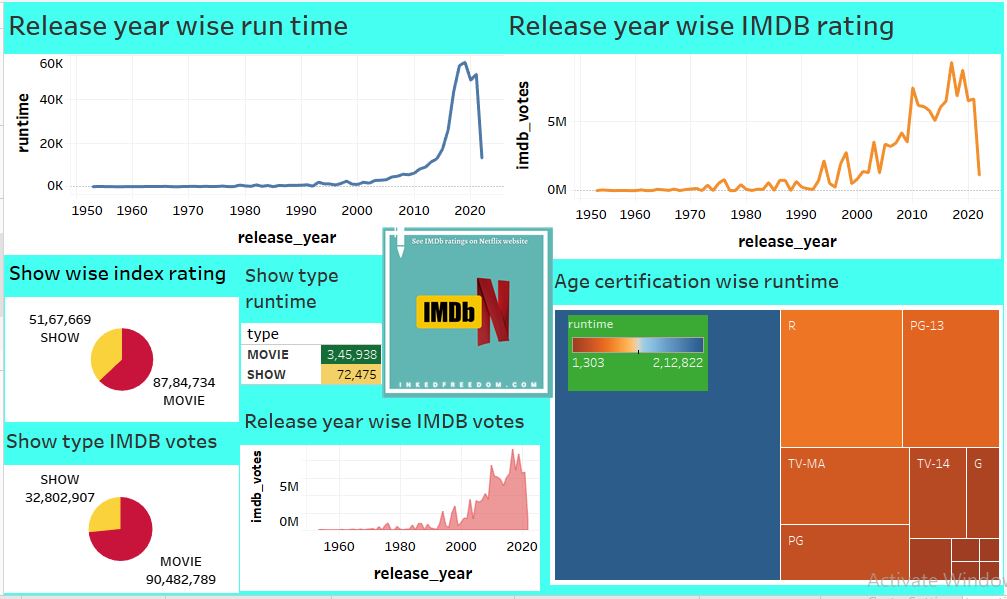 Release year wise run time
60K
40K
20K
0K
runtime
1950 1960 1970 1980 1990 2000 2010 2020
release_year
Release year wise IMDB rating
5M
0M
imdb_votes
1950 1960 1970 1980 1990 2000 2010 2020
release_year
Show wise index rating
51,67,669
SHOW
87,84,734
MOVIE
Show type
runtime
type
MOVIE 3,45,938
SHOW 72,475
See IMDb ratings on Netflix website
IMDb
N
INKEDFREEDOM.COM
Age certification wise runtime
runtime
1,303 2,12,822
R
PG-13
TV-MA
TV-14
G
PG
Show type IMDB votes
SHOW
32,802,907
MOVIE
90,482,789
Release year wise IMDB votes
5M
0M
imdb_votes
1960 1980 2000 2020
release_year
Activate Windo